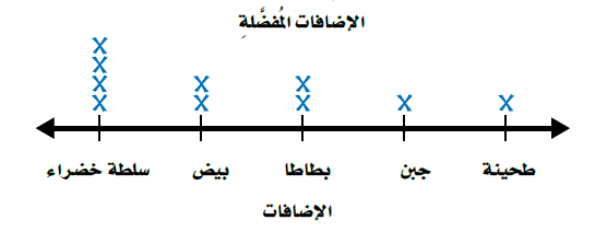 الإضافات المُفضَّلةِ
X
X X X
X X X X X
X
سلطة خضراء بيض بطاطا جبن طحينة
الإضافات